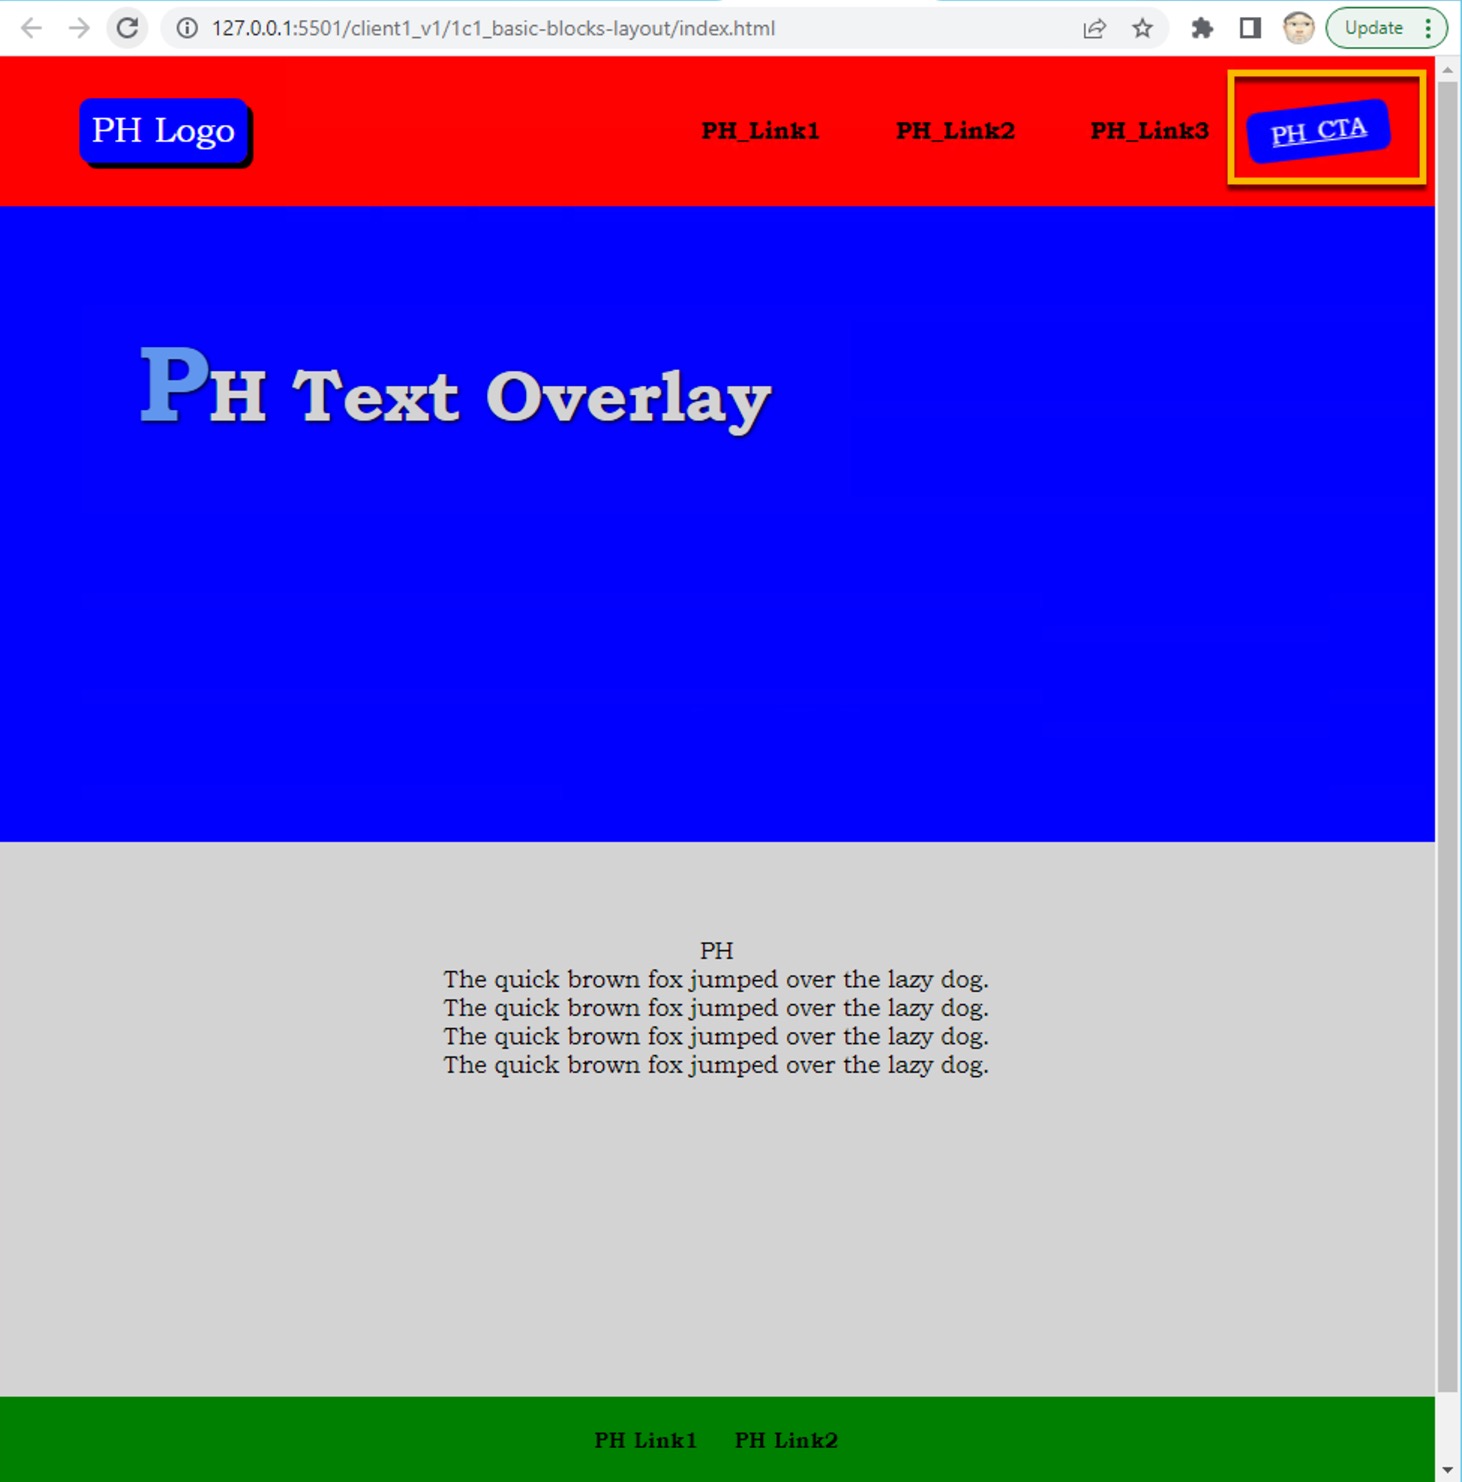 127.0.0.1:5501/client1_v1/1c1_basic-blocks-layout/index.html
Update
PH Logo
PH_Link1
PH_Link2
PH_Link3
PH CTA
PH Text Overlay
PH
The quick brown fox jumped over the lazy dog.
The quick brown fox jumped over the lazy dog.
The quick brown fox jumped over the lazy dog.
The quick brown fox jumped over the lazy dog.
PH Link1
PH Link2